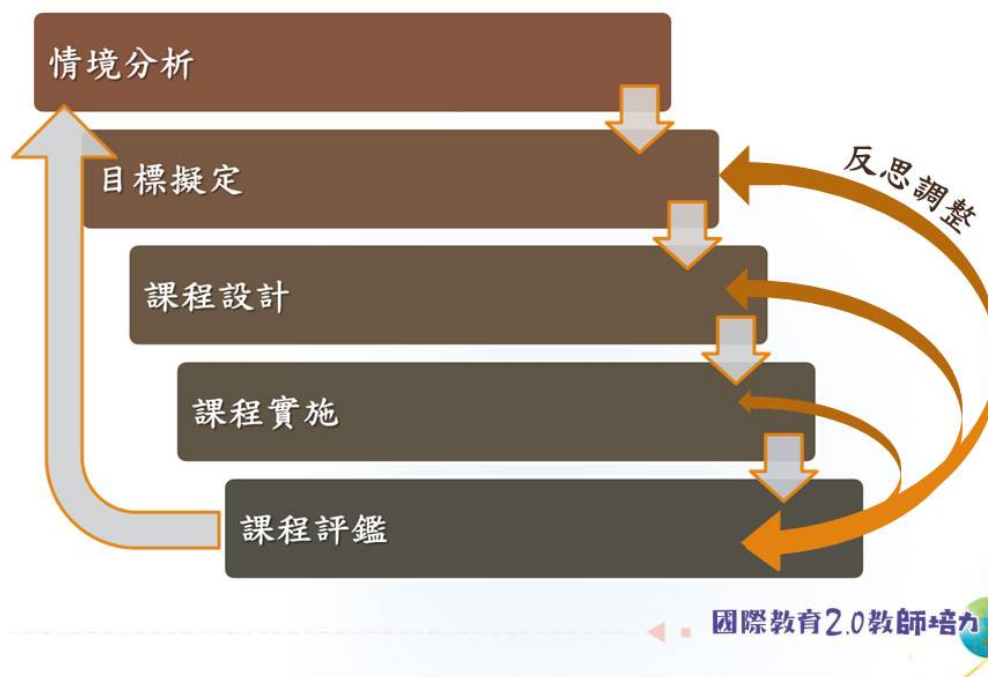 情境分析
目標擬定
反思調整
課程設計
課程實施
課程評鑑
國際教育2.0教師培力